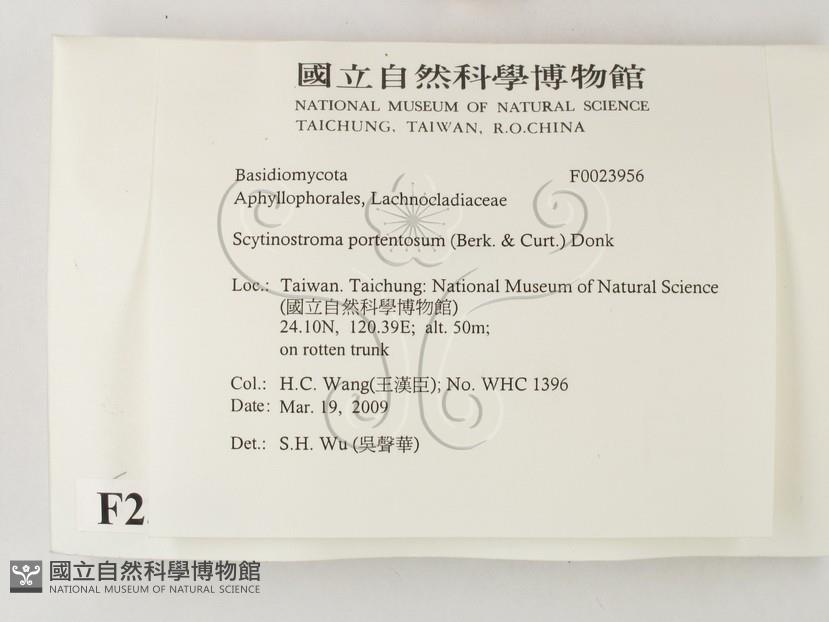 國立自然科學博物館
NATIONAL MUSEUM OF NATURAL SCIENCE
TAICHUNG, TAIWAN, R.O.CHINA
Basidiomycota F0023956
Aphyllophorales, Lachnocladiaceae
Scytinostroma portentosum (Berk. & Curt.) Donk
Loc.: Taiwan. Taichung: National Museum of Natural Science
(國立自然科學博物館)
24.10N, 120.39E; alt. 50m;
on rotten trunk
Col.: H.C. Wang(王漢臣); No. WHC 1396
Date: Mar. 19, 2009
Det.: S.H. Wu (吳聲華)
F2
國立自然科學博物館
NATIONAL MUSEUM OF NATURAL SCIENCE